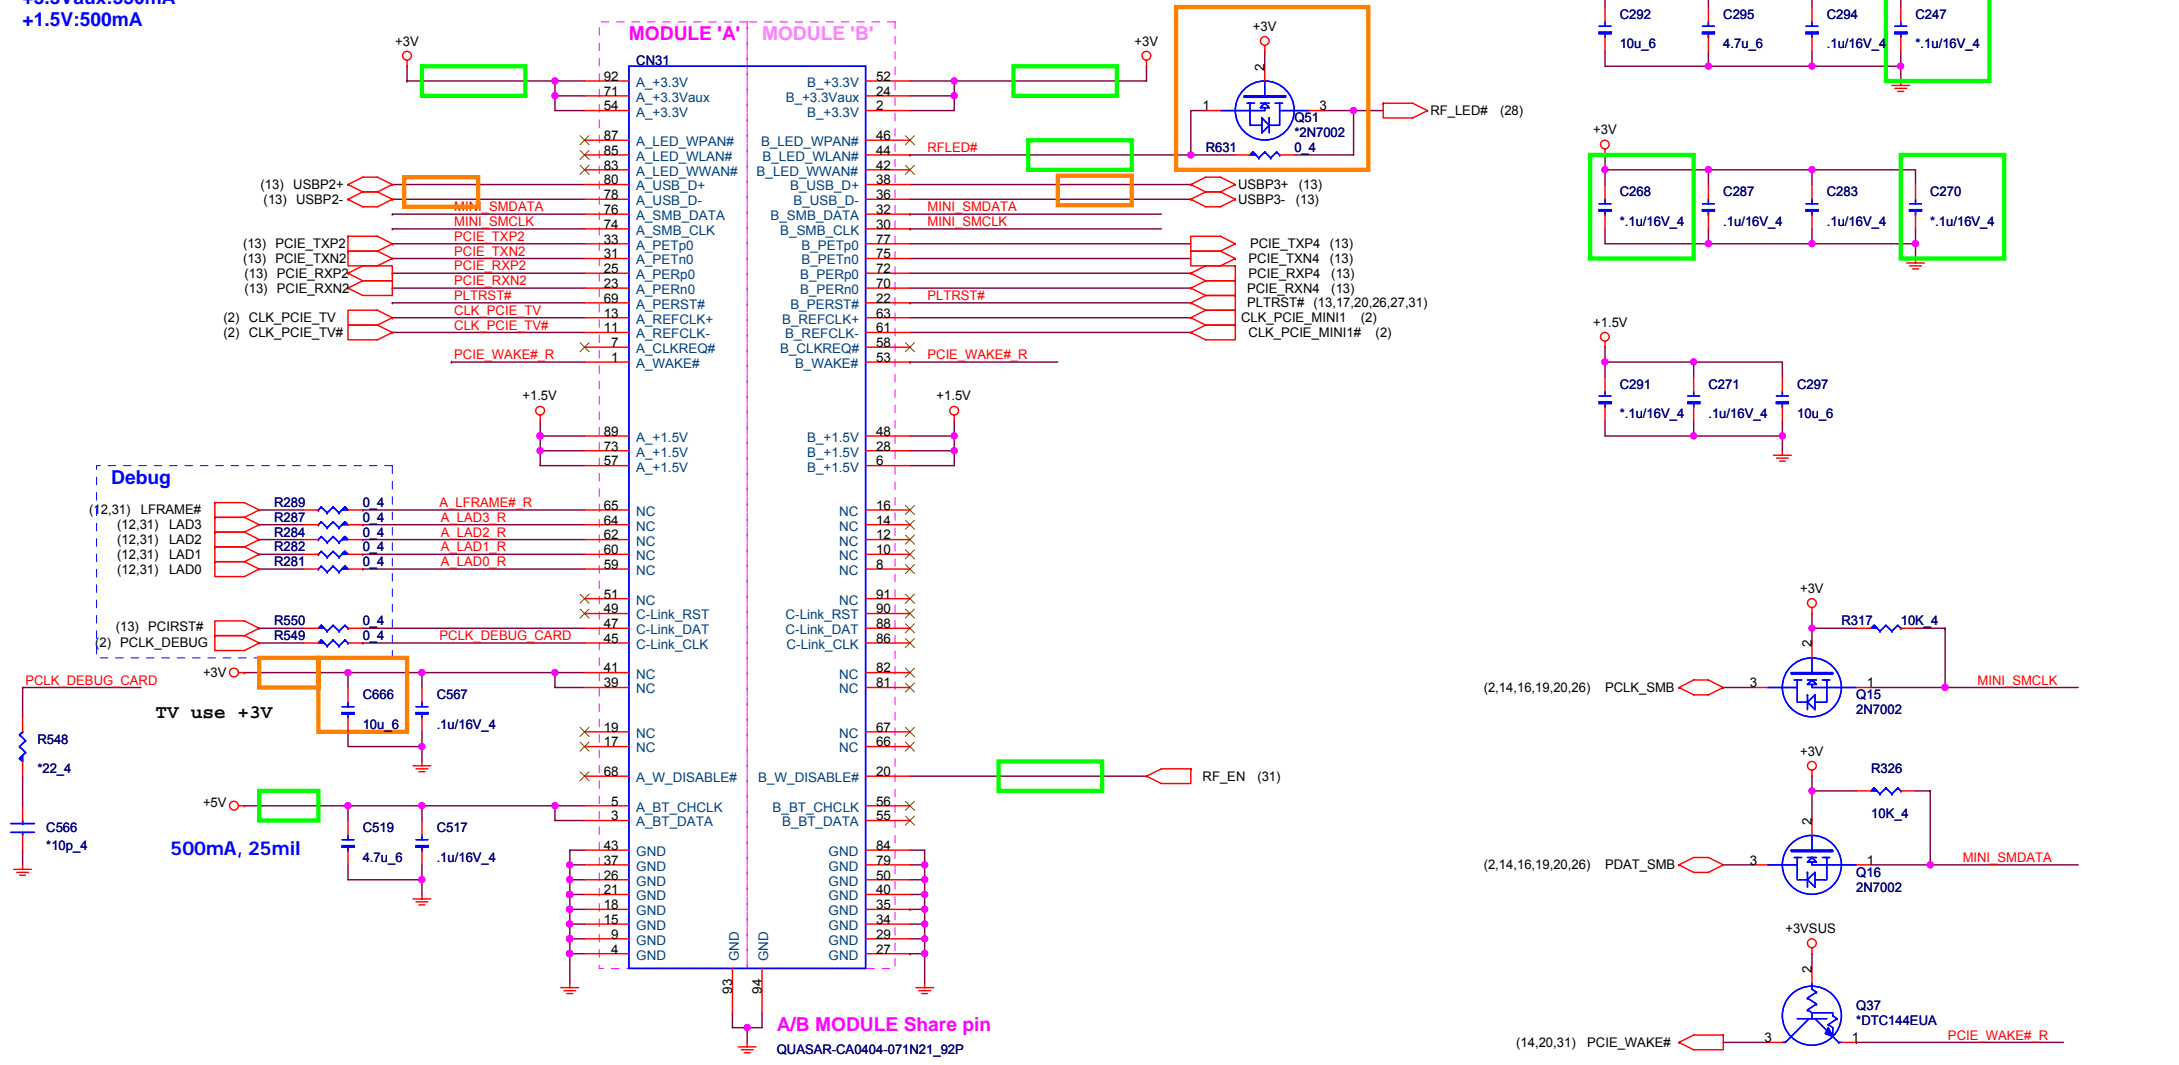 +1.5V:500mA
MODULE 'A' MODULE 'B'
CN31
+3V
+3V
92 A_+3.3V
71 A_+3.3Vaux
54 A_+3.3V
87 A_LED_WPAN#
85 A_LED_WLAN#
83 A_LED_WWAN#
(13) USBP2+ 80 A_USB_D+
(13) USBP2- 78 A_USB_D-
MINI_SMDATA 76 A_SMB_DATA
MINI_SMCLK 74 A_SMB_CLK
(13) PCIE_TXP2 PCIE_TXP2 33 A_PETp0
(13) PCIE_TXN2 PCIE_TXN2 31 A_PETn0
(13) PCIE_RXP2 PCIE_RXP2 25 A_PERp0
(13) PCIE_RXN2 PCIE_RXN2 23 A_PERn0
PLTRST# 69 A_PERST#
(2) CLK_PCIE_TV CLK_PCIE_TV 13 A_REFCLK+
(2) CLK_PCIE_TV# CLK_PCIE_TV# 11 A_REFCLK-
7 A_CLKREQ#
PCIE_WAKE#_R 1 A_WAKE#
+1.5V
89 A_+1.5V
73 A_+1.5V
57 A_+1.5V
Debug
(12,31) LFRAME# R289 0_4 A_LFRAME#_R 65 NC
(12,31) LAD3 R287 0_4 A_LAD3_R 64 NC
(12,31) LAD2 R284 0_4 A_LAD2_R 62 NC
(12,31) LAD1 R282 0_4 A_LAD1_R 60 NC
(12,31) LAD0 R281 0_4 A_LAD0_R 59 NC
51 NC
49 C-Link_RST
(13) PCIRST# R550 0_4 47 C-Link_DAT
(2) PCLK_DEBUG R549 0_4 PCLK_DEBUG_CARD 45 C-Link_CLK
+3V 41 NC
39 NC
PCLK_DEBUG_CARD
TV use +3V
C666 10u_6
C567 .1u/16V_4
R548
*22_4
C566
*10p_4
19 NC
17 NC
68 A_W_DISABLE#
+5V 5 A_BT_CHCLK
3 A_BT_DATA
C519 4.7u_6
C517 .1u/16V_4
500mA, 25mil
43 GND
37 GND
26 GND
21 GND
18 GND
15 GND
9 GND
4 GND
GND GND
93 94
B_+3.3V 52
B_+3.3Vaux 24
B_+3.3V 2
B_LED_WPAN# 46
B_LED_WLAN# 44 RFLED#
B_LED_WWAN# 42
B_USB_D+ 38 USBP3+ (13)
B_USB_D- 36 USBP3- (13)
B_SMB_DATA 32 MINI_SMDATA
B_SMB_CLK 30 MINI_SMCLK
B_PETp0 77 PCIE_TXP4 (13)
B_PETn0 75 PCIE_TXN4 (13)
B_PERp0 72 PCIE_RXP4 (13)
B_PERn0 70 PCIE_RXN4 (13)
B_PERST# 22 PLTRST# PLTRST# (13,17,20,26,27,31)
B_REFCLK+ 63 CLK_PCIE_MINI1 (2)
B_REFCLK- 61 CLK_PCIE_MINI1# (2)
B_CLKREQ# 58
B_WAKE# 53 PCIE_WAKE#_R
+1.5V
B_+1.5V 48
B_+1.5V 28
B_+1.5V 6
NC 16
NC 14
NC 12
NC 10
NC 8
NC 91
C-Link_RST 90
C-Link_DAT 88
C-Link_CLK 86
NC 82
NC 81
NC 67
NC 66
B_W_DISABLE# 20 RF_EN (31)
B_BT_CHCLK 56
B_BT_DATA 55
GND 84
GND 79
GND 50
GND 40
GND 35
GND 34
GND 29
GND 27
A/B MODULE Share pin
QUASAR-CA0404-071N21_92P
+3V
2
1 3 RF_LED# (28)
Q51
*2N7002
R631 0_4
C292 C295 C294 C247
10u_6 4.7u_6 .1u/16V_4 *.1u/16V_4
+3V
C268 C287 C283 C270
*.1u/16V_4 .1u/16V_4 .1u/16V_4 *.1u/16V_4
+1.5V
C291 C271 C297
*.1u/16V_4 .1u/16V_4 10u_6
+3V
R317 10K_4
2
(2,14,16,19,20,26) PCLK_SMB 3 1 MINI_SMCLK
Q15
2N7002
+3V
R326
10K_4
2
(2,14,16,19,20,26) PDAT_SMB 3 1 MINI_SMDATA
Q16
2N7002
+3VSUS
2
Q37
*DTC144EUA
(14,20,31) PCIE_WAKE# 3 1 PCIE_WAKE#_R